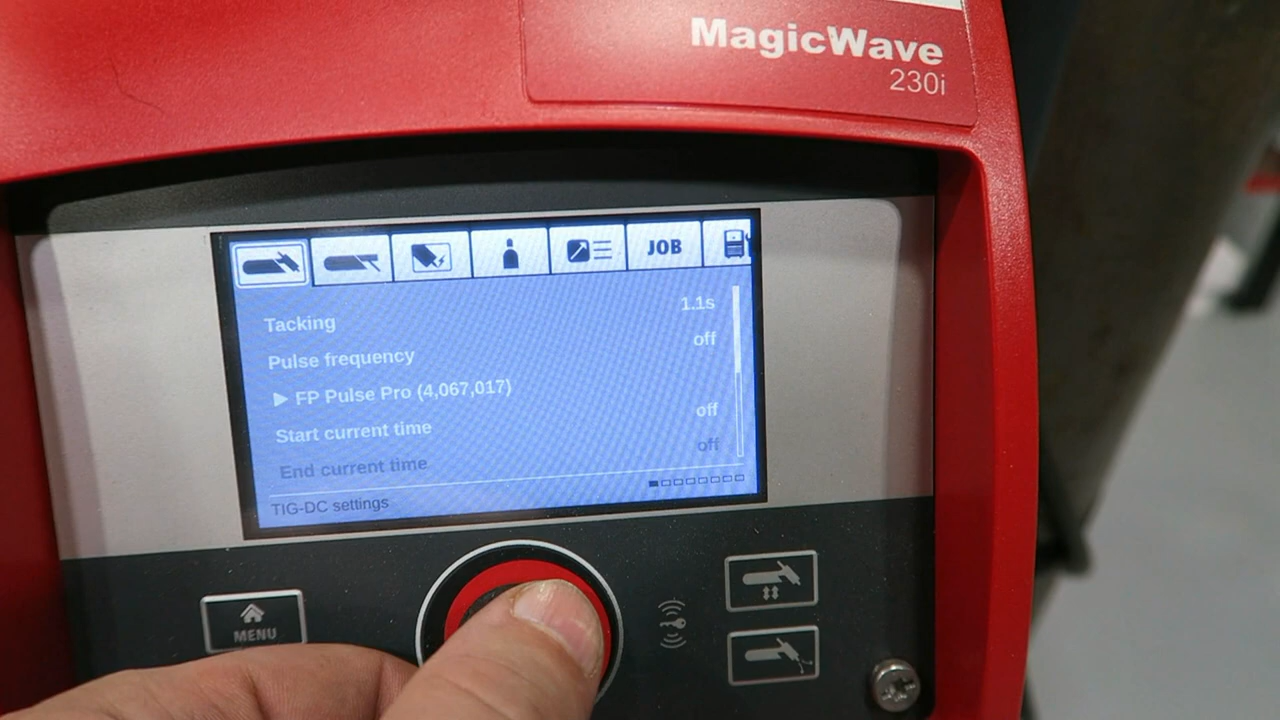 MagicWave
230i
JOB
Tacking 1.1s
Pulse frequency off
▶ FP Pulse Pro (4,067,017)
Start current time off
End current time off
TIG-DC settings
MENU